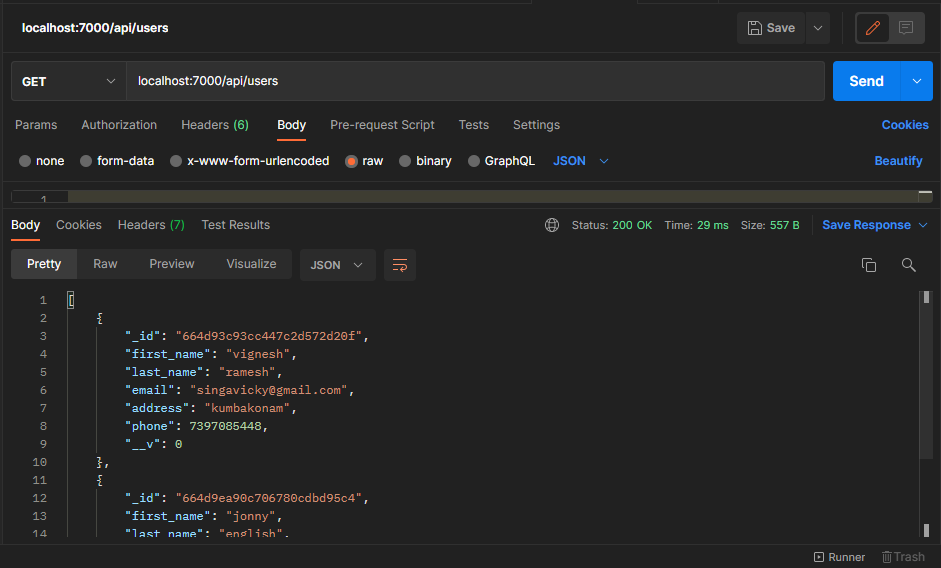 localhost:7000/api/users
Save
GET localhost:7000/api/users Send
Params Authorization Headers (6) Body Pre-request Script Tests Settings Cookies
none form-data x-www-form-urlencoded raw binary GraphQL JSON Beautify
1
Body Cookies Headers (7) Test Results Status: 200 OK Time: 29 ms Size: 557 B Save Response
Pretty Raw Preview Visualize JSON
1 [
2 {
3 "_id": "664d93c93cc447c2d572d20f",
4 "first_name": "vignesh",
5 "last_name": "ramesh",
6 "email": "singavicky@gmail.com",
7 "address": "kumbakonam",
8 "phone": 7397085448,
9 "__v": 0
10 },
11 {
12 "_id": "664d9ea90c706780cdbd95c4",
13 "first_name": "jonny",
14 "last_name": "english",
Runner Trash